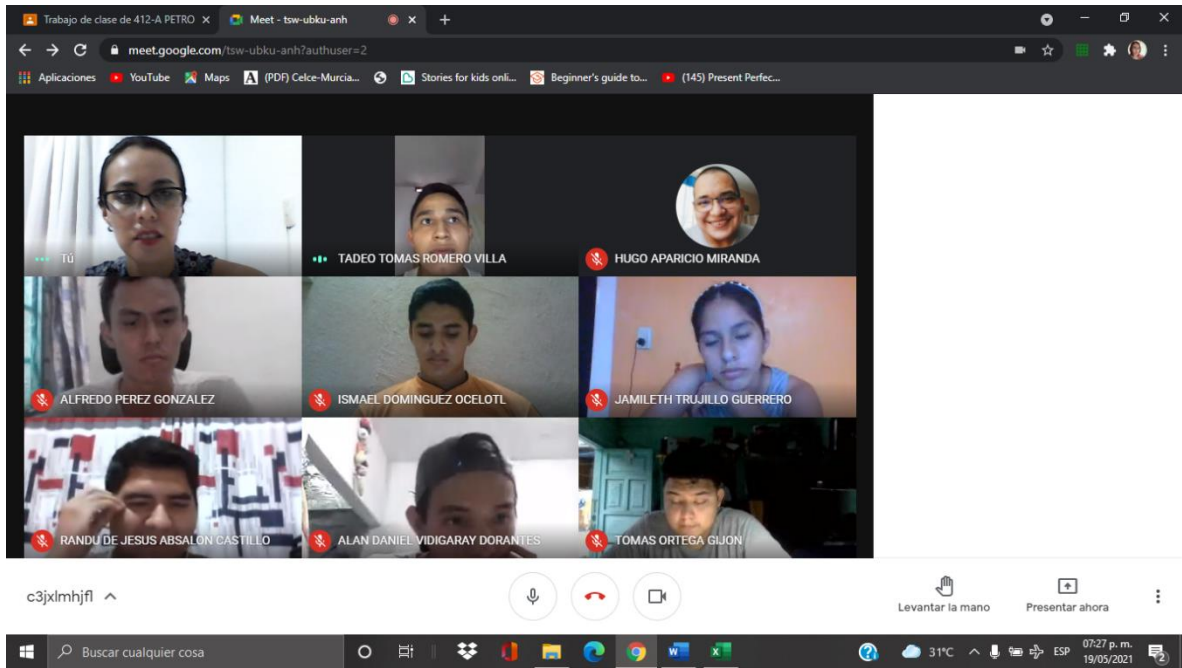 Trabajo de clase de 412-A PETRO
Meet - tsw-ubku-anh
meet.google.com/tsw-ubku-anh?authuser=2
Aplicaciones YouTube Maps (PDF) Celce-Murcia... Stories for kids onli... Beginner's guide to... (145) Present Perfec...
Tú
TADEO TOMAS ROMERO VILLA
HUGO APARICIO MIRANDA
ALFREDO PEREZ GONZALEZ
ISMAEL DOMINGUEZ OCELOTL
JAMILETH TRUJILLO GUERRERO
RANDU DE JESUS ABSALON CASTILLO
ALAN DANIEL VIDIGARAY DORANTES
TOMAS ORTEGA GIJON
c3jxlmhjfl
Levantar la mano
Presentar ahora
Buscar cualquier cosa
31°C
ESP
07:27 p. m.
19/05/2021
2